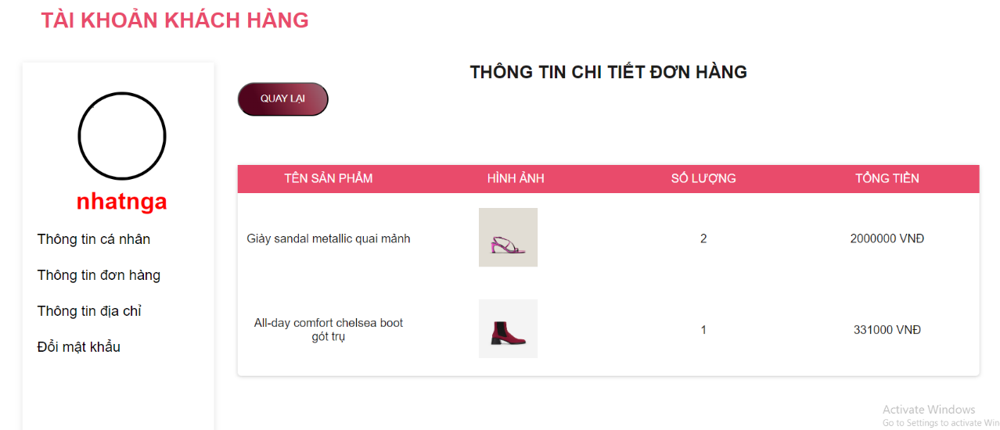 TÀI KHOẢN KHÁCH HÀNG
THÔNG TIN CHI TIẾT ĐƠN HÀNG
QUAY LẠI
nhatnga
Thông tin cá nhân
Thông tin đơn hàng
Thông tin địa chỉ
Đổi mật khẩu
TÊN SẢN PHẨM HÌNH ẢNH SỐ LƯỢNG TỔNG TIỀN
Giày sandal metallic quai mảnh 2 2000000 VNĐ
All-day comfort chelsea boot
gót trụ 1 331000 VNĐ
Activate Windows
Go to Settings to activate Win